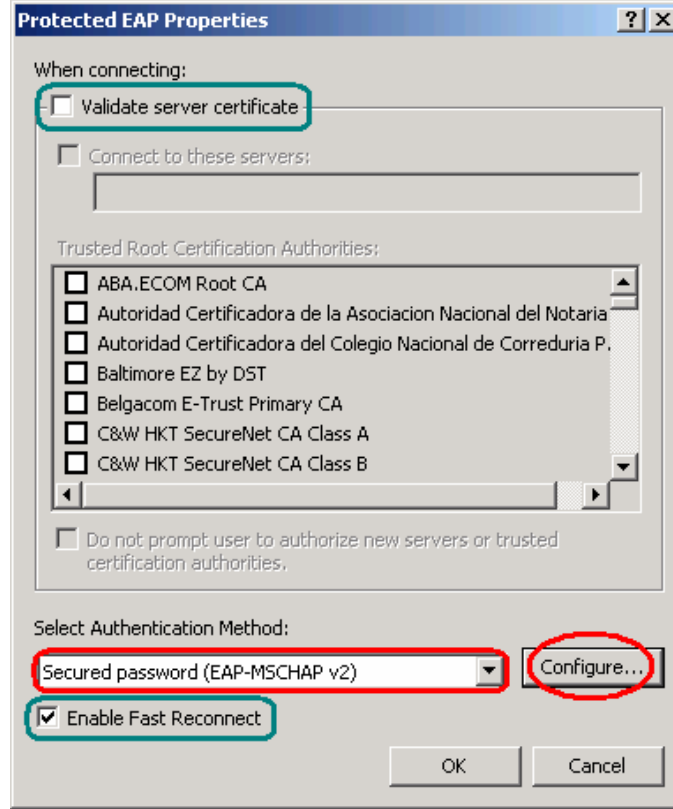 Protected EAP Properties
When connecting:
Validate server certificate
Connect to these servers:
Trusted Root Certification Authorities:
ABA.ECOM Root CA
Autoridad Certificadora de la Asociacion Nacional del Notaria
Autoridad Certificadora del Colegio Nacional de Correduria P.
Baltimore EZ by DST
Belgacom E-Trust Primary CA
C&W HKT SecureNet CA Class A
C&W HKT SecureNet CA Class B
Do not prompt user to authorize new servers or trusted
certification authorities.
Select Authentication Method:
Secured password (EAP-MSCHAP v2)
Configure...
Enable Fast Reconnect
OK Cancel